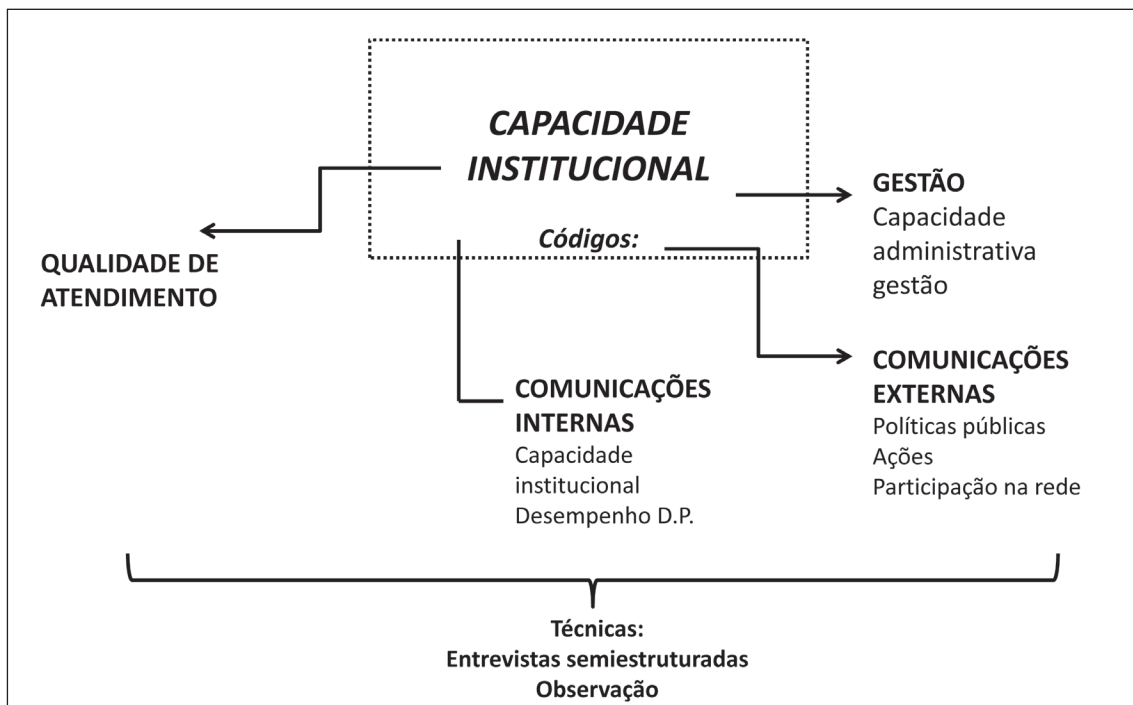 CAPACIDADE
INSTITUCIONAL
Códigos:
QUALIDADE DE
ATENDIMENTO
GESTÃO
Capacidade
administrativa
gestão
COMUNICAÇÕES
INTERNAS
Capacidade
institucional
Desempenho D.P.
COMUNICAÇÕES
EXTERNAS
Políticas públicas
Ações
Participação na rede
Técnicas:
Entrevistas semiestruturadas
Observação